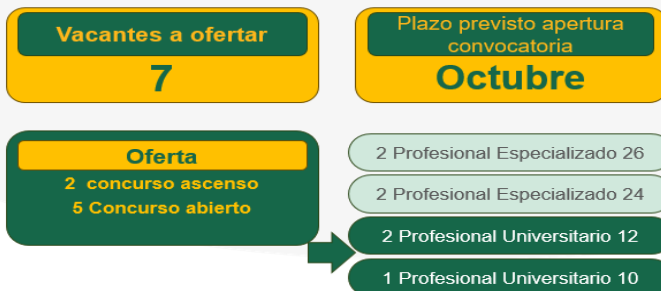 Vacantes a ofertar
7
Plazo previsto apertura
convocatoria
Octubre
Oferta
2 concurso ascenso
5 Concurso abierto
2 Profesional Especializado 26
2 Profesional Especializado 24
2 Profesional Universitario 12
1 Profesional Universitario 10